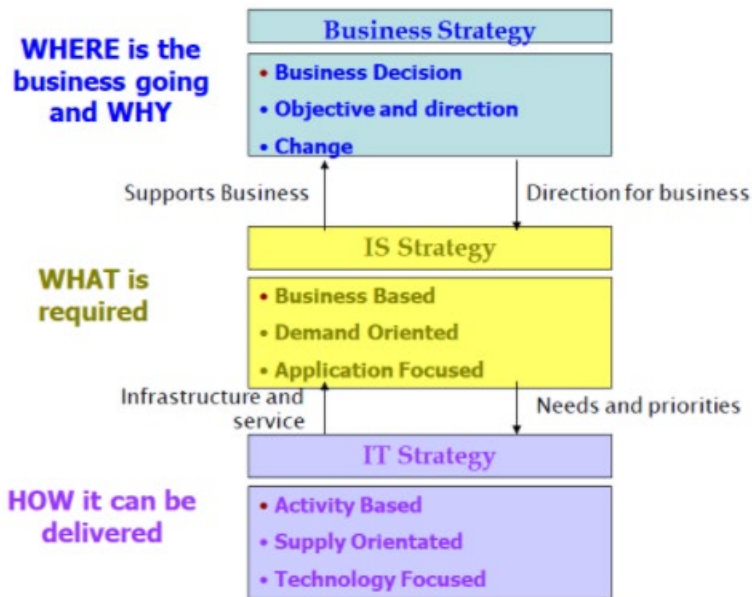 Business Strategy
WHERE is the
business going
and WHY
• Business Decision
• Objective and direction
• Change
Supports Business
Direction for business
IS Strategy
WHAT is
required
• Business Based
• Demand Oriented
• Application Focused
Infrastructure and
service
Needs and priorities
IT Strategy
HOW it can be
delivered
• Activity Based
• Supply Orientated
• Technology Focused